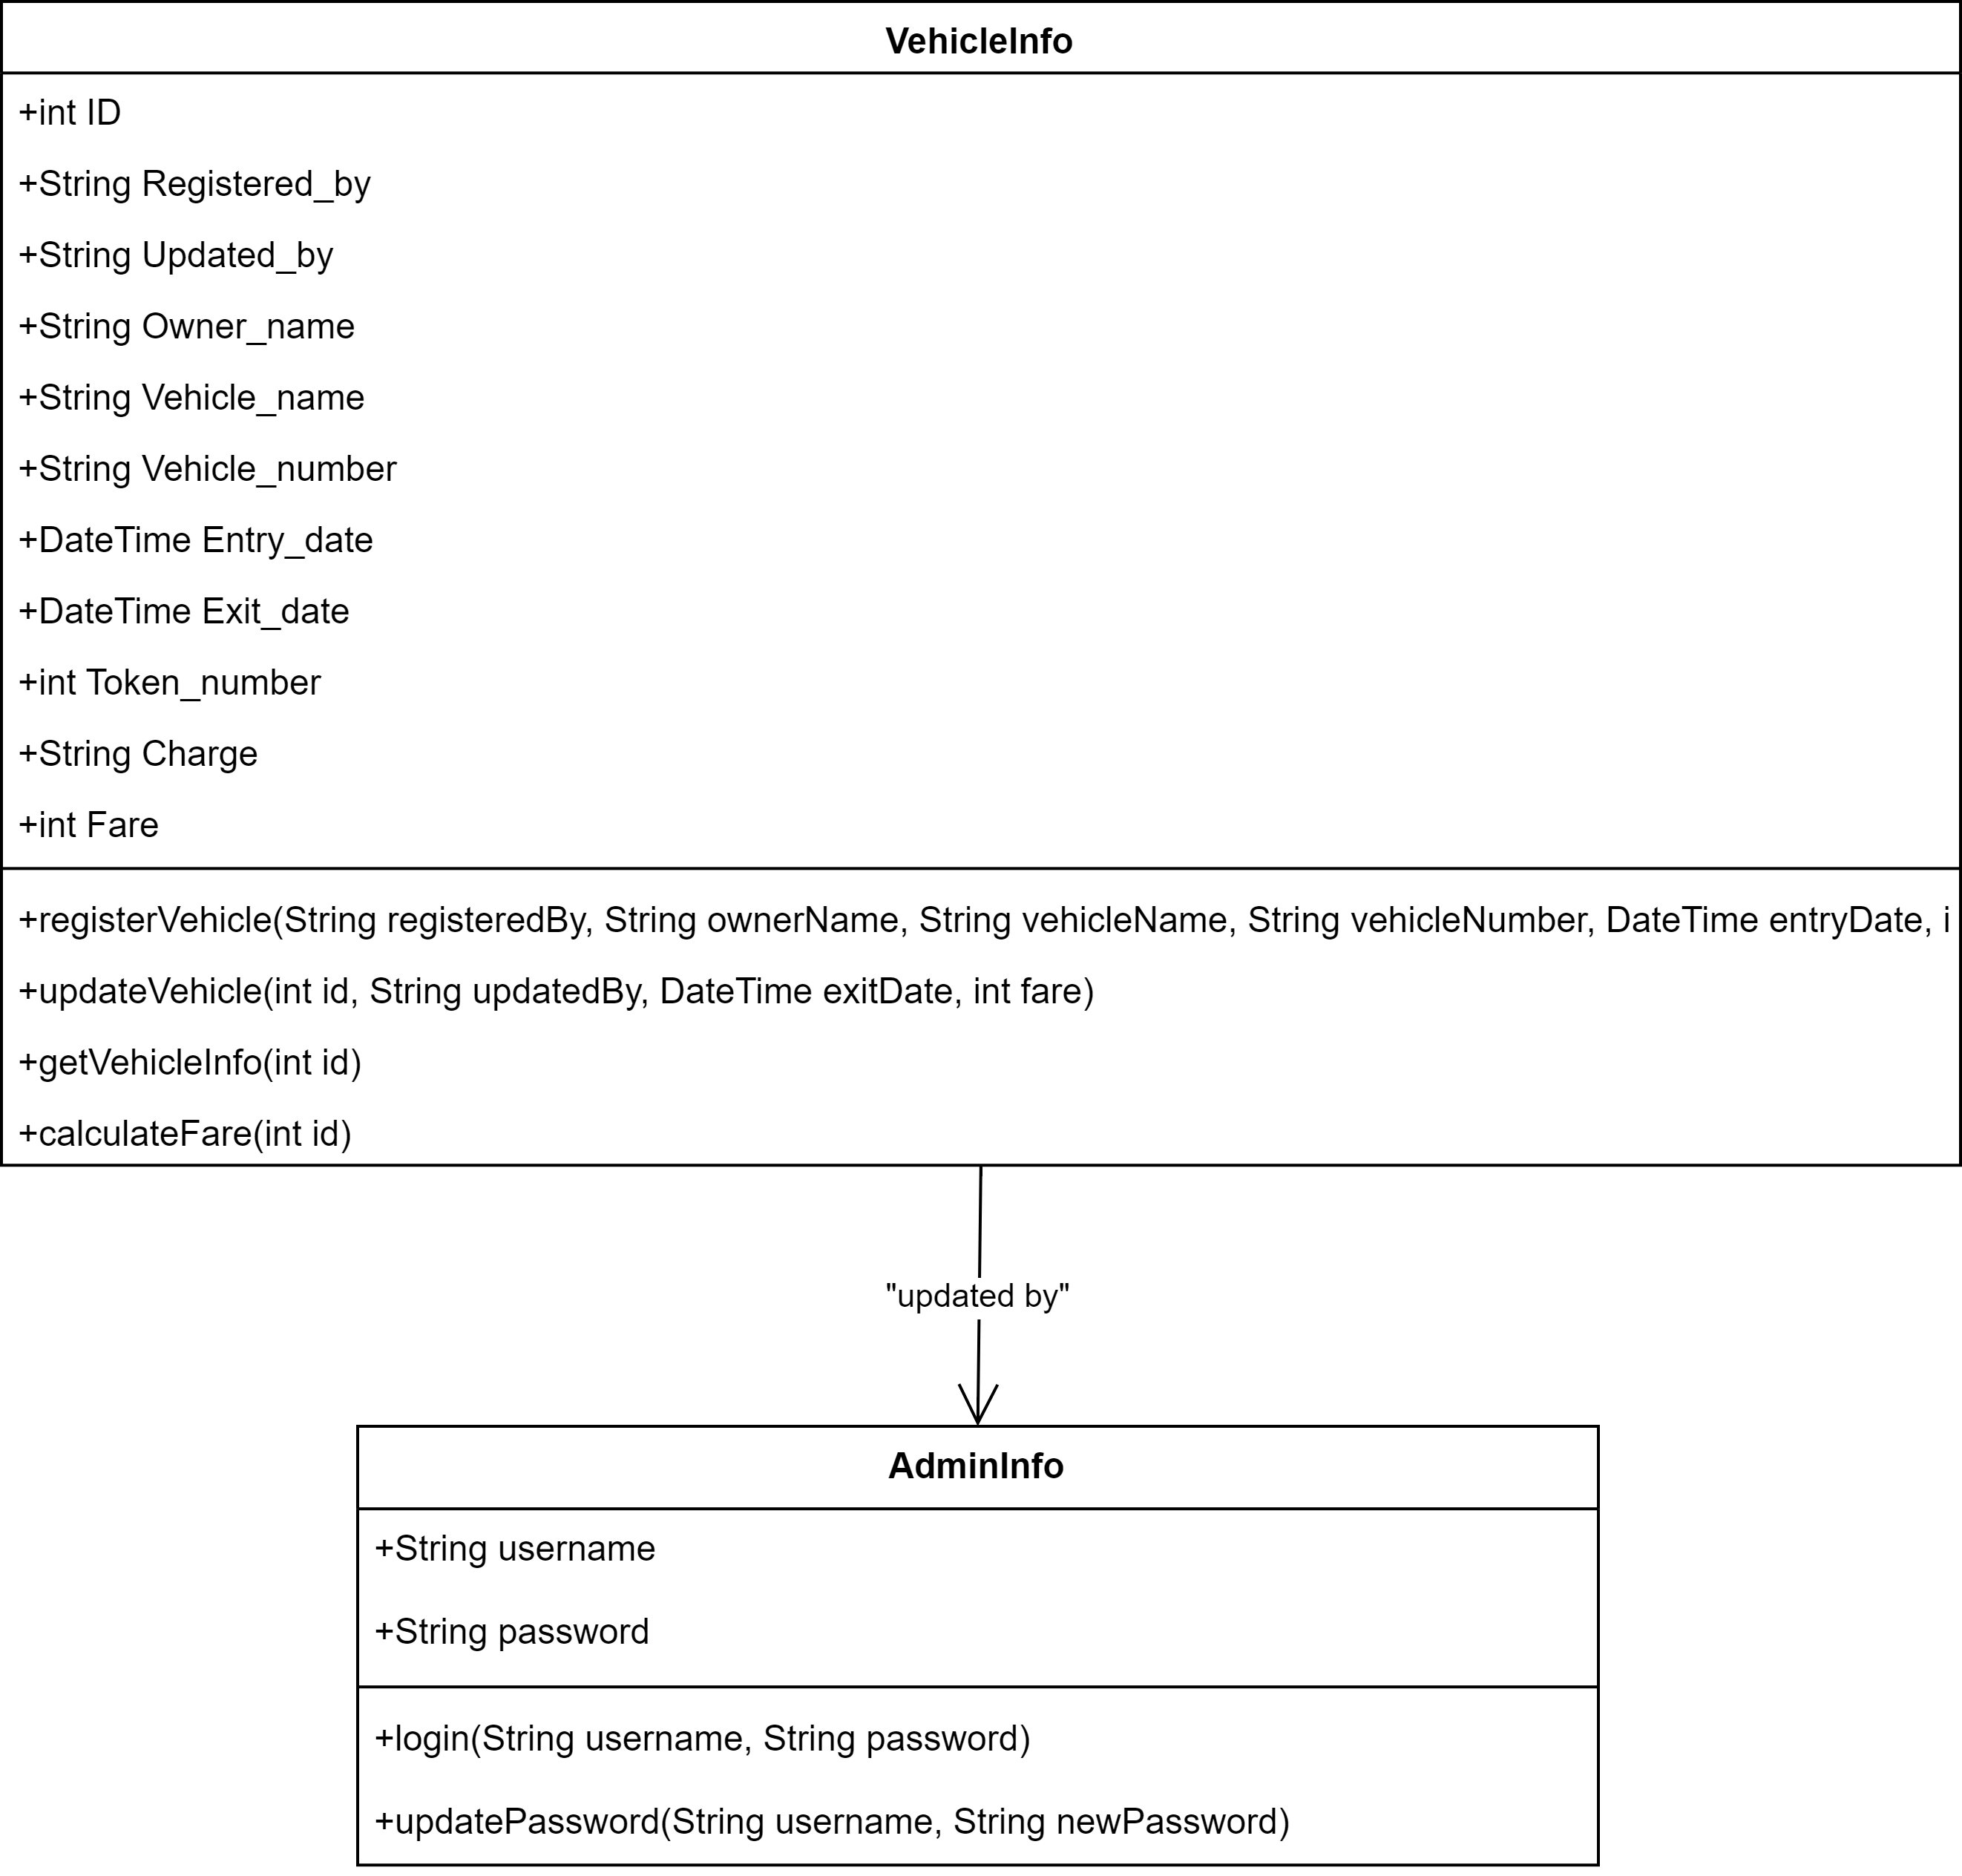 VehicleInfo
+int ID
+String Registered_by
+String Updated_by
+String Owner_name
+String Vehicle_name
+String Vehicle_number
+DateTime Entry_date
+DateTime Exit_date
+int Token_number
+String Charge
+int Fare
+registerVehicle(String registeredBy, String ownerName, String vehicleName, String vehicleNumber, DateTime entryDate, i
+updateVehicle(int id, String updatedBy, DateTime exitDate, int fare)
+getVehicleInfo(int id)
+calculateFare(int id)
"updated by"
AdminInfo
+String username
+String password
+login(String username, String password)
+updatePassword(String username, String newPassword)